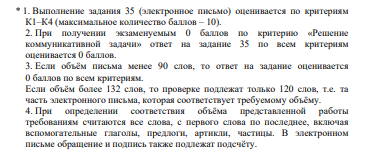 * 1. Выполнение задания 35 (электронное письмо) оценивается по критериям
К1–К4 (максимальное количество баллов – 10).
2. При получении экзаменуемым 0 баллов по критерию «Решение
коммуникативной задачи» ответ на задание 35 по всем критериям
оценивается 0 баллов.
3. Если объём письма менее 90 слов, то ответ на задание оценивается
0 баллов по всем критериям.
Если объём более 132 слов, то проверке подлежат только 120 слов, т.е. та
часть электронного письма, которая соответствует требуемому объёму.
4. При определении соответствия объёма представленной работы
требованиям считаются все слова, с первого слова по последнее, включая
вспомогательные глаголы, предлоги, артикли, частицы. В электронном
письме обращение и подпись также подлежат подсчёту.